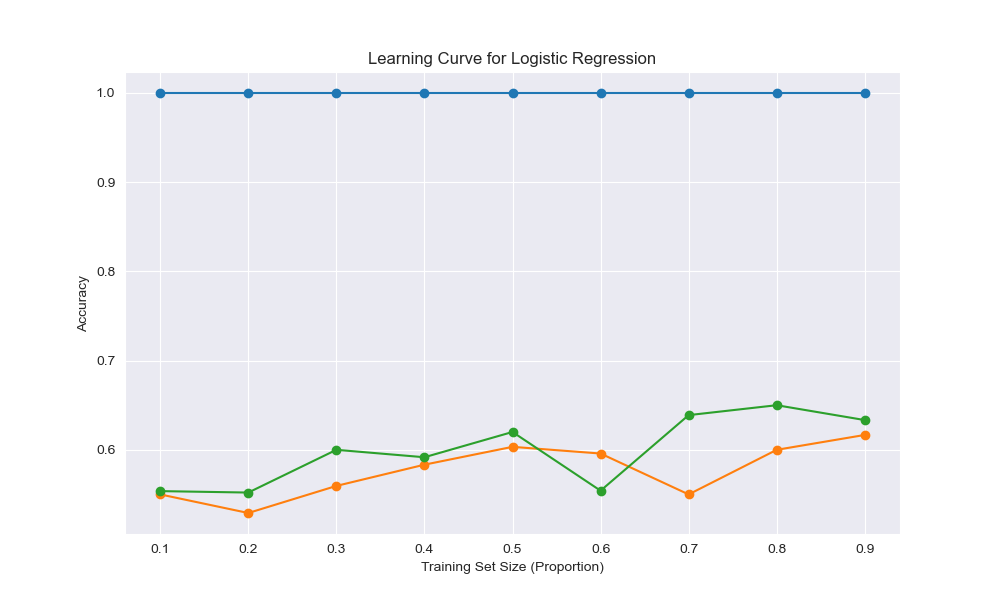 Learning Curve for Logistic Regression
Accuracy
1.0
0.9
0.8
0.7
0.6
0.1 0.2 0.3 0.4 0.5 0.6 0.7 0.8 0.9
Training Set Size (Proportion)